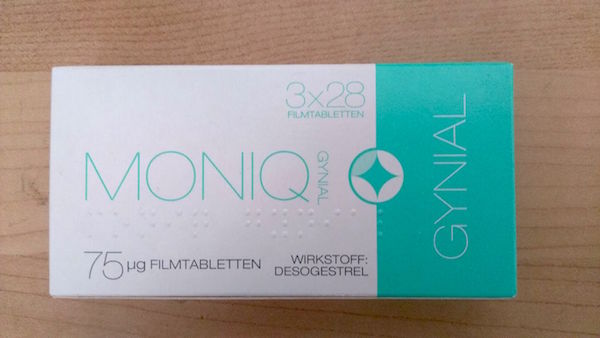 3x28
FILMTABLETTEN
MONIQ
GYNIAL
75 µg FILMTABLETTEN
WIRKSTOFF:
DESOGESTREL
GYNIAL